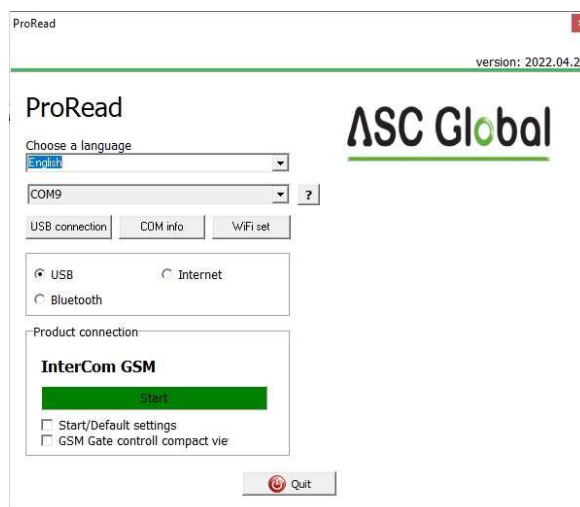 ProRead
version: 2022.04.2
ProRead
ASC Global
Choose a language
English
COM9
?
USB connection COM info WiFi set
USB Internet
Bluetooth
Product connection
InterCom GSM
Start
Start/Default settings
GSM Gate controll compact vie
Quit